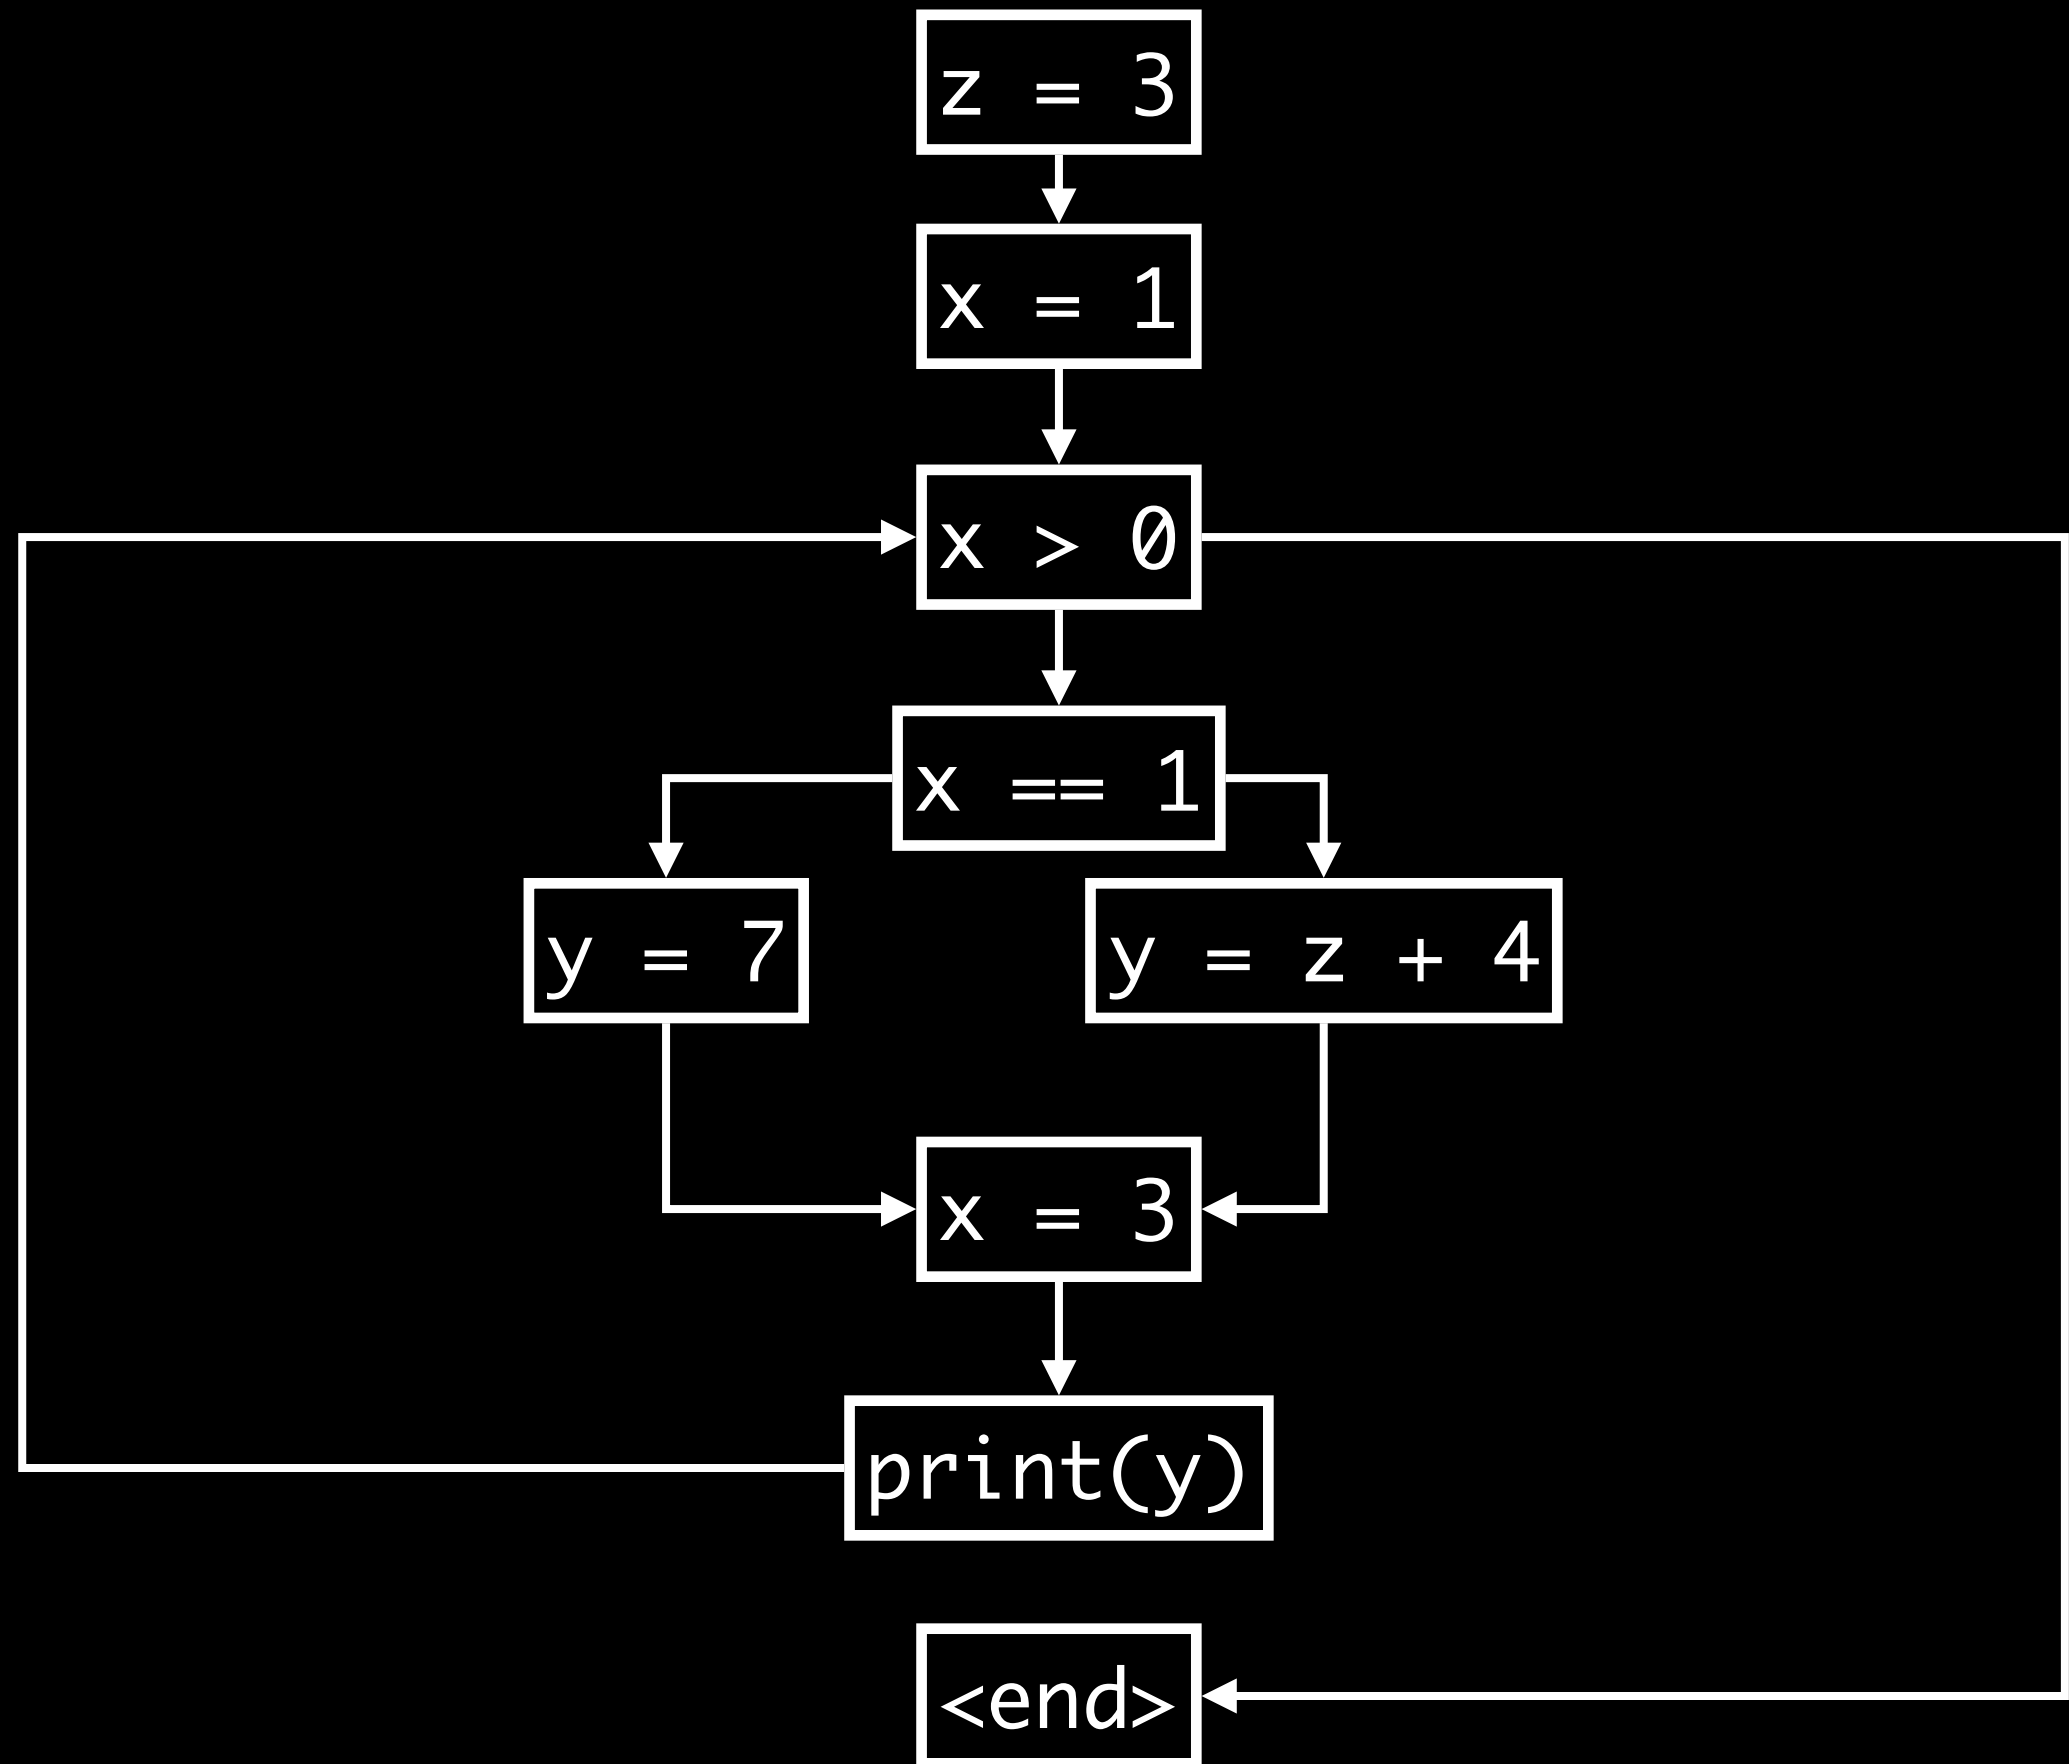 z = 3
x = 1
x > 0
x == 1
y = 7
y = z + 4
x = 3
print(y)
<end>